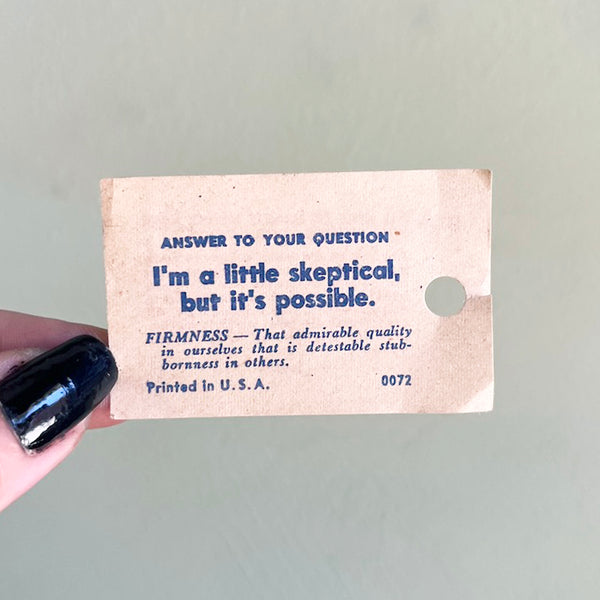 ANSWER TO YOUR QUESTION
I'm a little skeptical,
but it's possible.
FIRMNESS — That admirable quality
in ourselves that is detestable stub-
bornness in others.
Printed in U.S.A. 0072